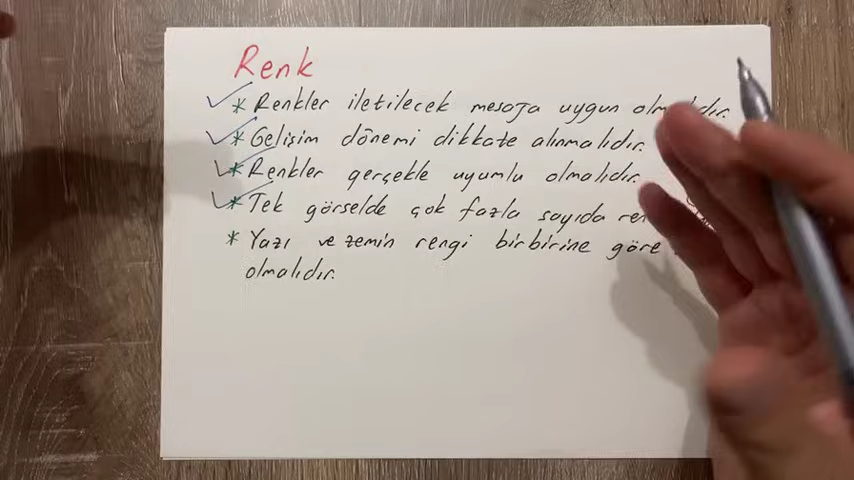 Renk
* Renkler iletilecek mesaja uygun olmalıdır.
* Gelişim dönemi dikkate alınmalıdır.
* Renkler gerçekle uyumlu olmalıdır.
* Tek görselde çok fazla sayıda
* Yazı ve zemin rengi birbirine göre
olmalıdır.